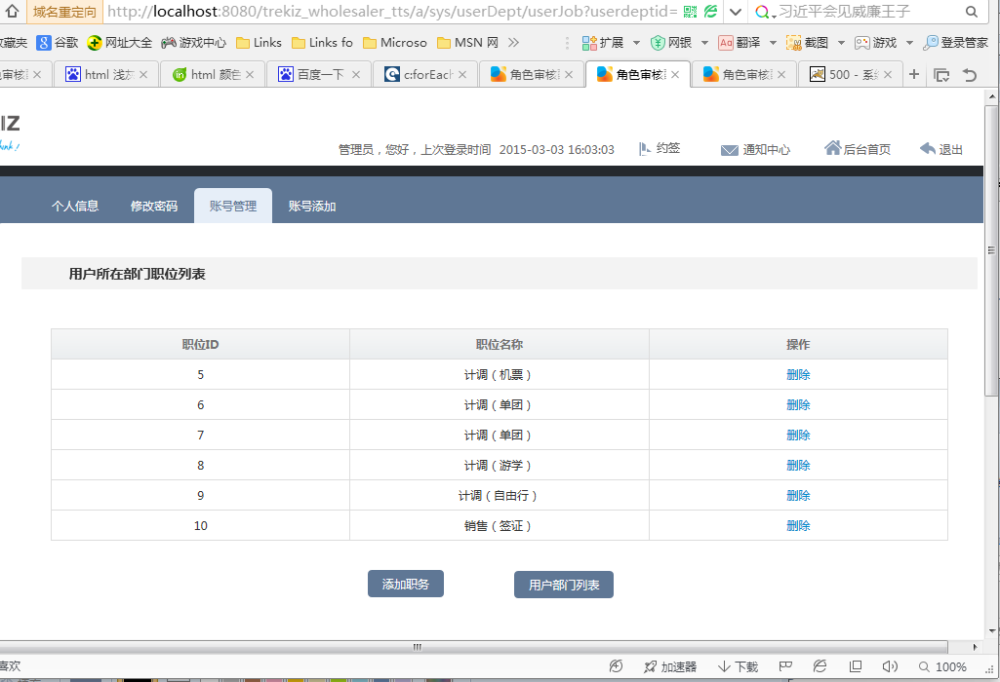 域名重定向 http://localhost:8080/trekiz_wholesaler_tts/a/sys/userDept/userJob?userdeptid= 习近平会见威廉王子
收藏夹 谷歌 网址大全 游戏中心 Links Links fo Microso MSN 网 扩展 网银 Aa 翻译 截图 游戏 登录管家
色审核 html 浅灰 html 颜色 百度一下 c:forEach 角色审核 角色审核 角色审核 500 - 系统
IZ
hink!
管理员，您好，上次登录时间 2015-03-03 16:03:03 约签 通知中心 后台首页 退出
个人信息 修改密码 账号管理 账号添加
用户所在部门职位列表
职位ID 职位名称 操作
5 计调（机票） 删除
6 计调（单团） 删除
7 计调（单团） 删除
8 计调（游学） 删除
9 计调（自由行） 删除
10 销售（签证） 删除
添加职务 用户部门列表
喜欢 加速器 下载 100%